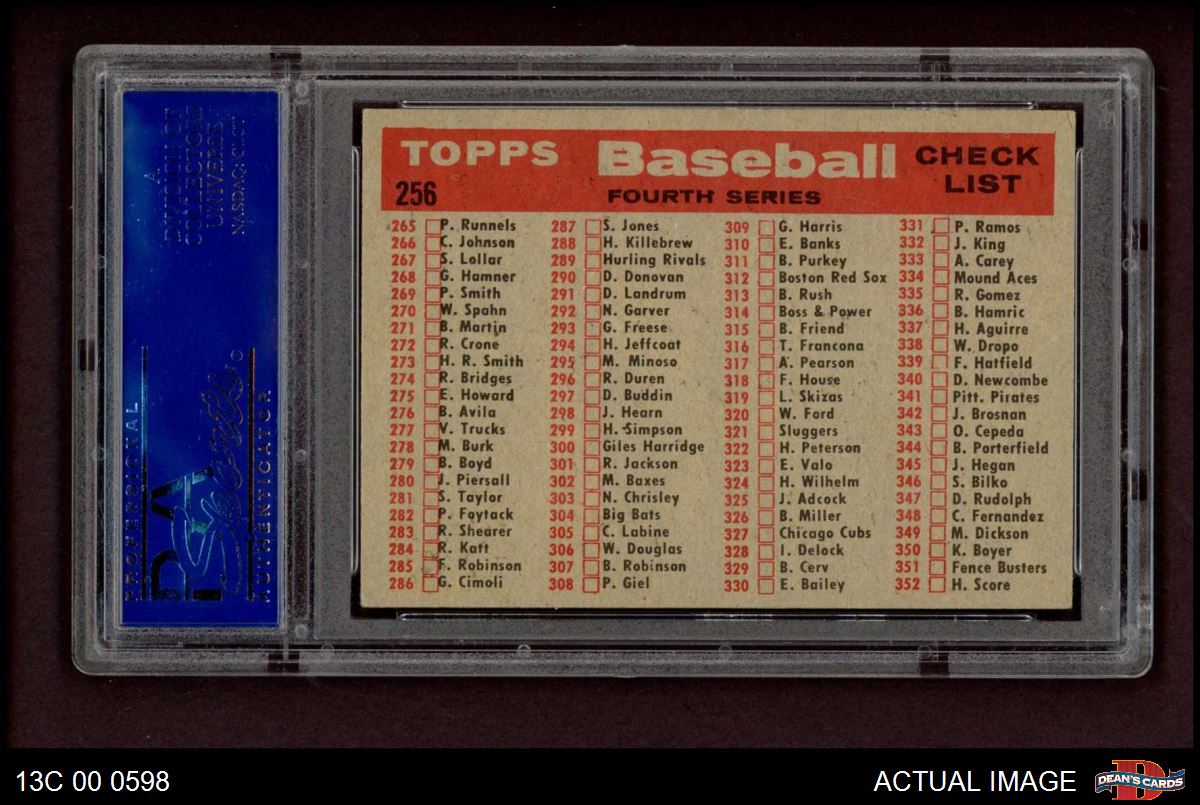 A
DIVISION OF
COLLECTORS
UNIVERSE
NASDAQ: CLCT
PROFESSIONAL
PSA
Sports
AUTHENTICATOR
TOPPS Baseball CHECK LIST
256 FOURTH SERIES
265 P. Runnels
266 C. Johnson
267 S. Lollar
268 G. Hamner
269 P. Smith
270 W. Spahn
271 B. Martin
272 R. Crone
273 H. R. Smith
274 R. Bridges
275 E. Howard
276 B. Avila
277 V. Trucks
278 M. Burk
279 B. Boyd
280 J. Piersall
281 S. Taylor
282 P. Foytack
283 R. Shearer
284 R. Katt
285 F. Robinson
286 G. Cimoli
287 S. Jones
288 H. Killebrew
289 Hurling Rivals
290 D. Donovan
291 D. Landrum
292 N. Garver
293 G. Freese
294 H. Jeffcoat
295 M. Minoso
296 R. Duren
297 D. Buddin
298 J. Hearn
299 H. Simpson
300 Giles Harridge
301 R. Jackson
302 M. Baxes
303 N. Chrisley
304 Big Bats
305 C. Labine
306 W. Douglas
307 B. Robinson
308 P. Giel
309 G. Harris
310 E. Banks
311 B. Purkey
312 Boston Red Sox
313 B. Rush
314 Boss & Power
315 B. Friend
316 T. Francona
317 A. Pearson
318 F. House
319 L. Skizas
320 W. Ford
321 Sluggers
322 H. Peterson
323 E. Valo
324 H. Wilhelm
325 J. Adcock
326 B. Miller
327 Chicago Cubs
328 I. Delock
329 B. Cerv
330 E. Bailey
331 P. Ramos
332 J. King
333 A. Carey
334 Mound Aces
335 R. Gomez
336 B. Hamric
337 H. Aguirre
338 W. Dropo
339 F. Hatfield
340 D. Newcombe
341 Pitt. Pirates
342 J. Brosnan
343 O. Cepeda
344 B. Porterfield
345 J. Hegan
346 S. Bilko
347 D. Rudolph
348 C. Fernandez
349 M. Dickson
350 K. Boyer
351 Fence Busters
352 H. Score
13C 00 0598
ACTUAL IMAGE
DEAN'S CARDS